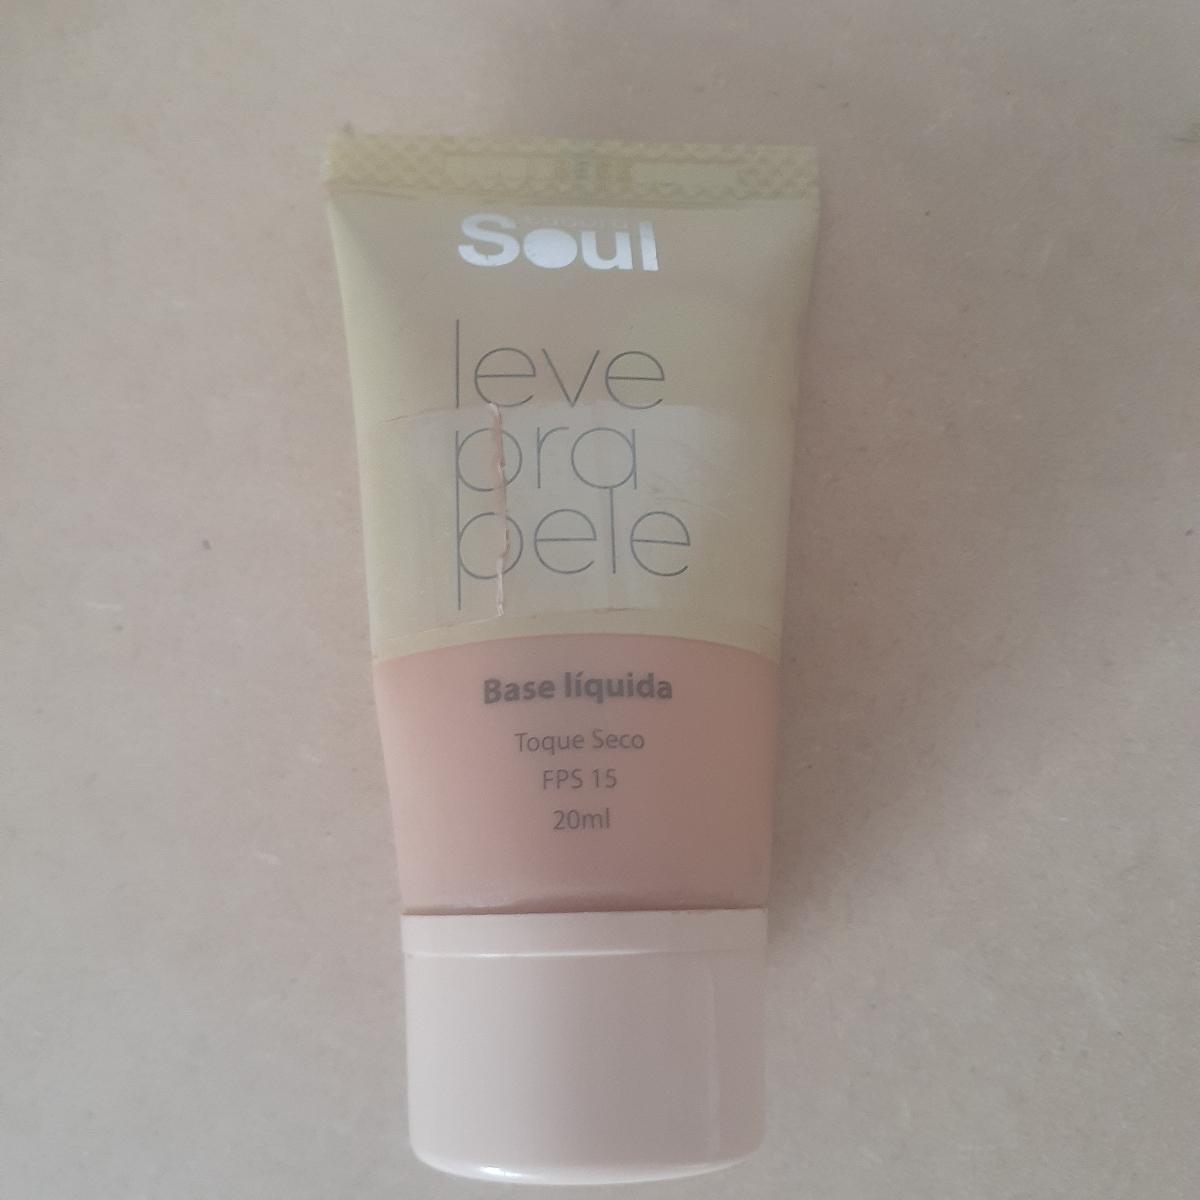 Soul
leve
pra
pele
Base líquida
Toque Seco
FPS 15
20ml